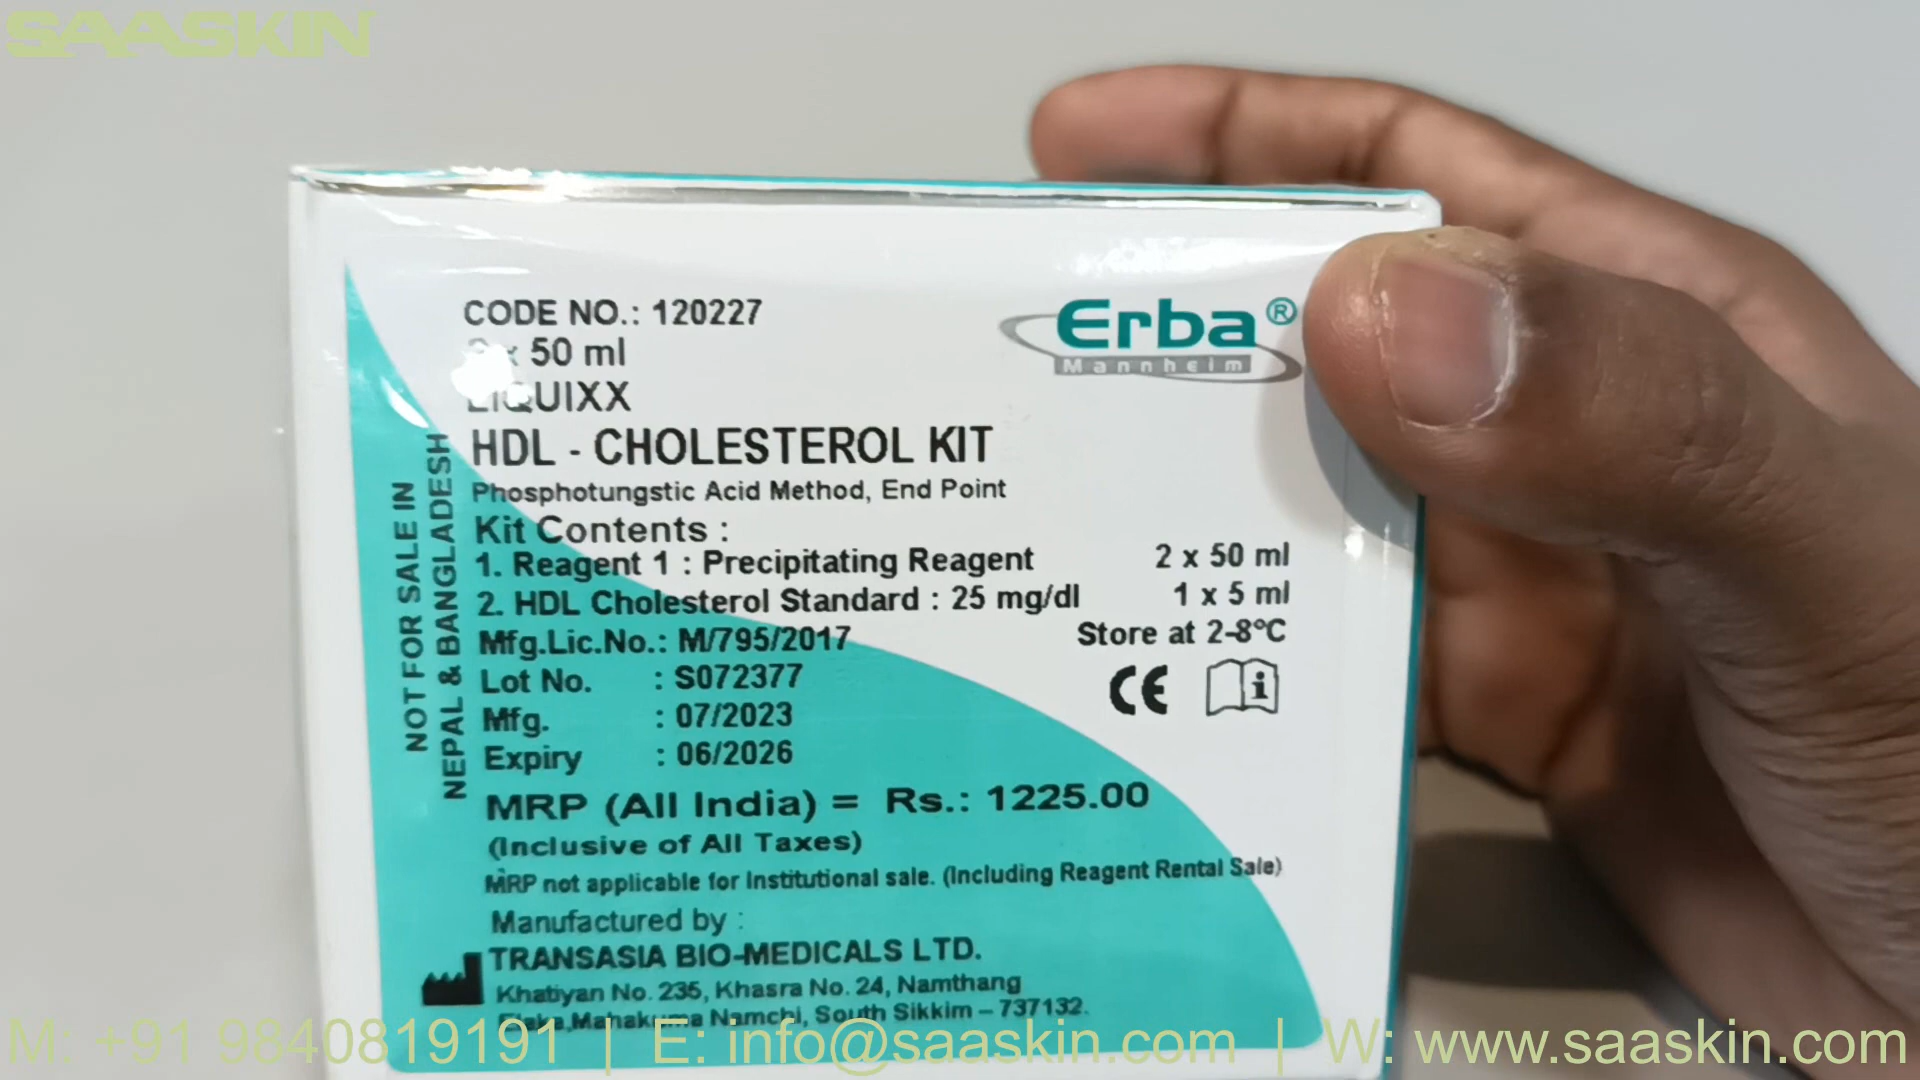 SAASKIN
CODE NO.: 120227
x 50 ml
LIQUIXX
Erba®
Mannheim
HDL - CHOLESTEROL KIT
Phosphotungstic Acid Method, End Point
Kit Contents :
1. Reagent 1 : Precipitating Reagent 2 x 50 ml
2. HDL Cholesterol Standard : 25 mg/dl 1 x 5 ml
Store at 2-8°C
Mfg.Lic.No.: M/795/2017
Lot No. : S072377
Mfg. : 07/2023
Expiry : 06/2026
CE
NOT FOR SALE IN
NEPAL & BANGLADESH
MRP (All India) = Rs.: 1225.00
(Inclusive of All Taxes)
MRP not applicable for Institutional sale. (Including Reagent Rental Sale)
Manufactured by :
TRANSASIA BIO-MEDICALS LTD.
Khatiyan No. 235, Khasra No. 24, Namthang
Mahakuma Namchi, South Sikkim – 737132.
M: +91 9840819191 | E: info@saaskin.com | W: www.saaskin.com